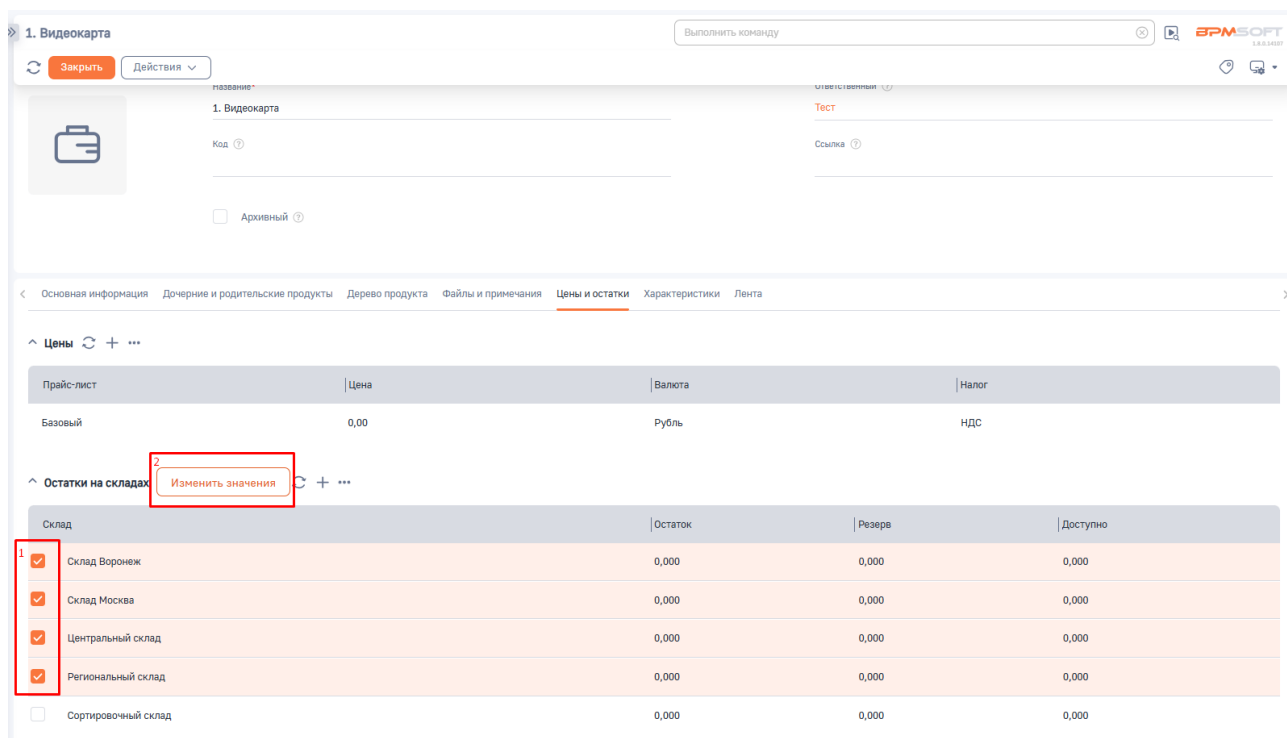 1. Видеокарта
Выполнить команду
BPMSOFT
1.8.0.14107
Закрыть
Действия
Название*
Ответственный
1. Видеокарта
Тест
Код
Ссылка
Архивный
Основная информация Дочерние и родительские продукты Дерево продукта Файлы и примечания Цены и остатки Характеристики Лента
Цены
Прайс-лист Цена Валюта Налог
Базовый 0,00 Рубль НДС
2
Остатки на складах Изменить значения
Склад Остаток Резерв Доступно
1
Склад Воронеж 0,000 0,000 0,000
Склад Москва 0,000 0,000 0,000
Центральный склад 0,000 0,000 0,000
Региональный склад 0,000 0,000 0,000
Сортировочный склад 0,000 0,000 0,000